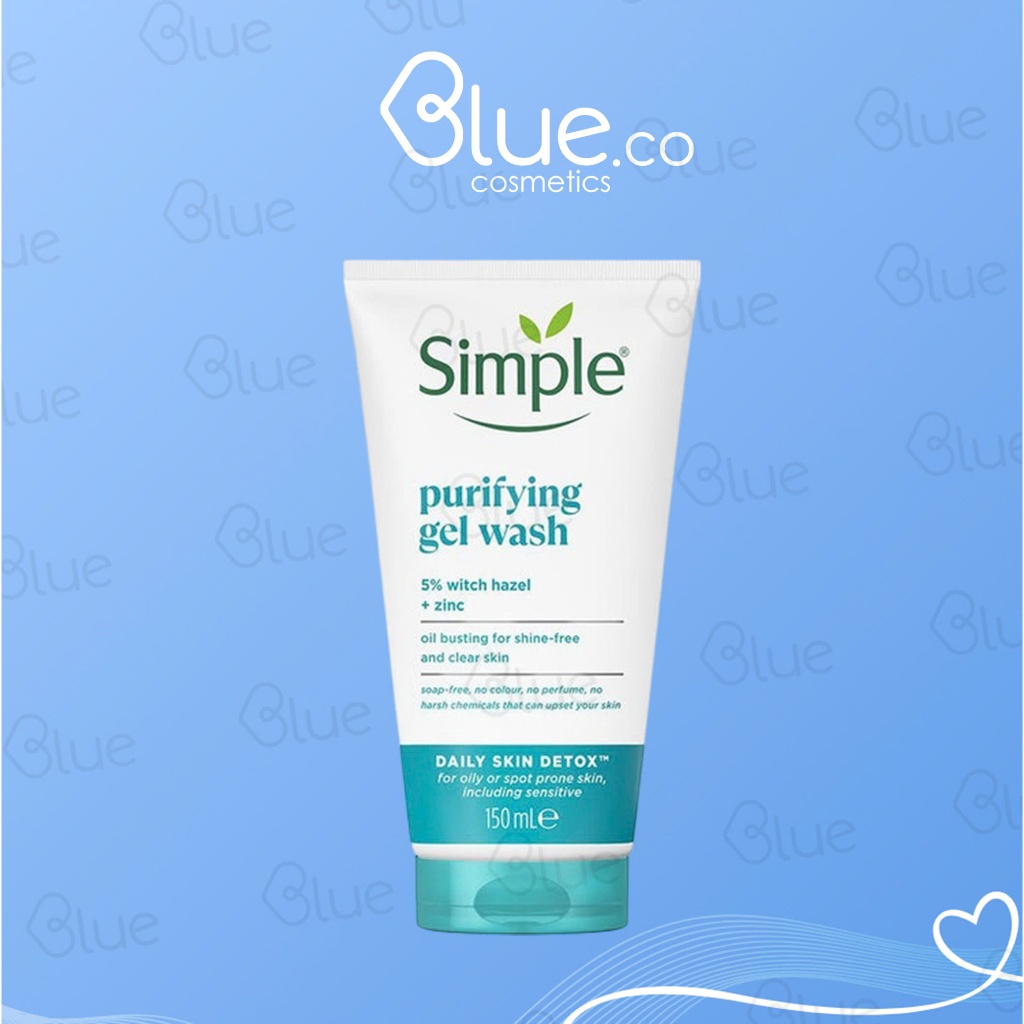 Blue.co
cosmetics
Simple®
purifying
gel wash
5% witch hazel
+ zinc
oil busting for shine-free
and clear skin
soap-free, no colour, no perfume, no
harsh chemicals that can upset your skin
DAILY SKIN DETOX™
for oily or spot prone skin,
including sensitive
150 mL℮